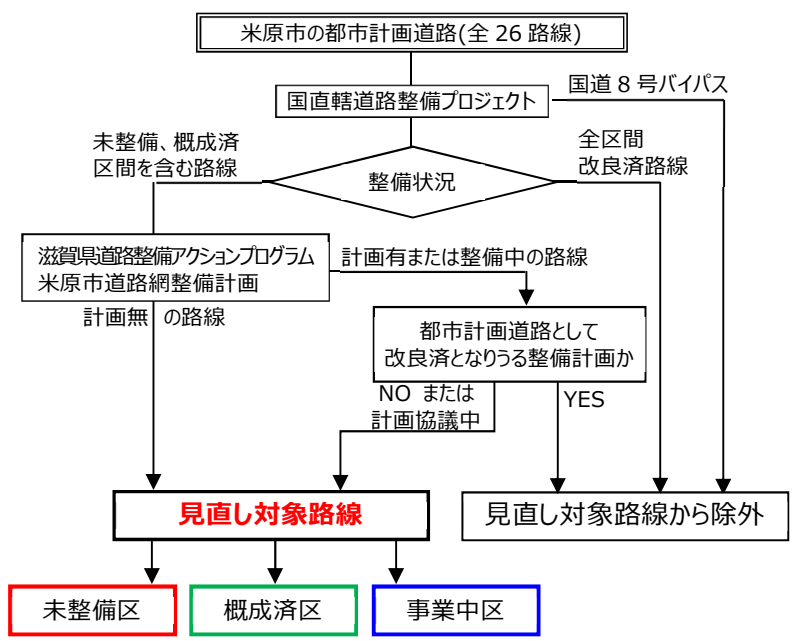 米原市の都市計画道路(全 26 路線)
国直轄道路整備プロジェクト
国道 8 号バイパス
未整備、概成済
区間を含む路線
整備状況
全区間
改良済路線
滋賀県道路整備アクションプログラム
米原市道路網整備計画
計画有または整備中の路線
計画無 の路線
都市計画道路として
改良済となりうる整備計画か
NO または
計画協議中
YES
見直し対象路線
見直し対象路線から除外
未整備区
概成済区
事業中区